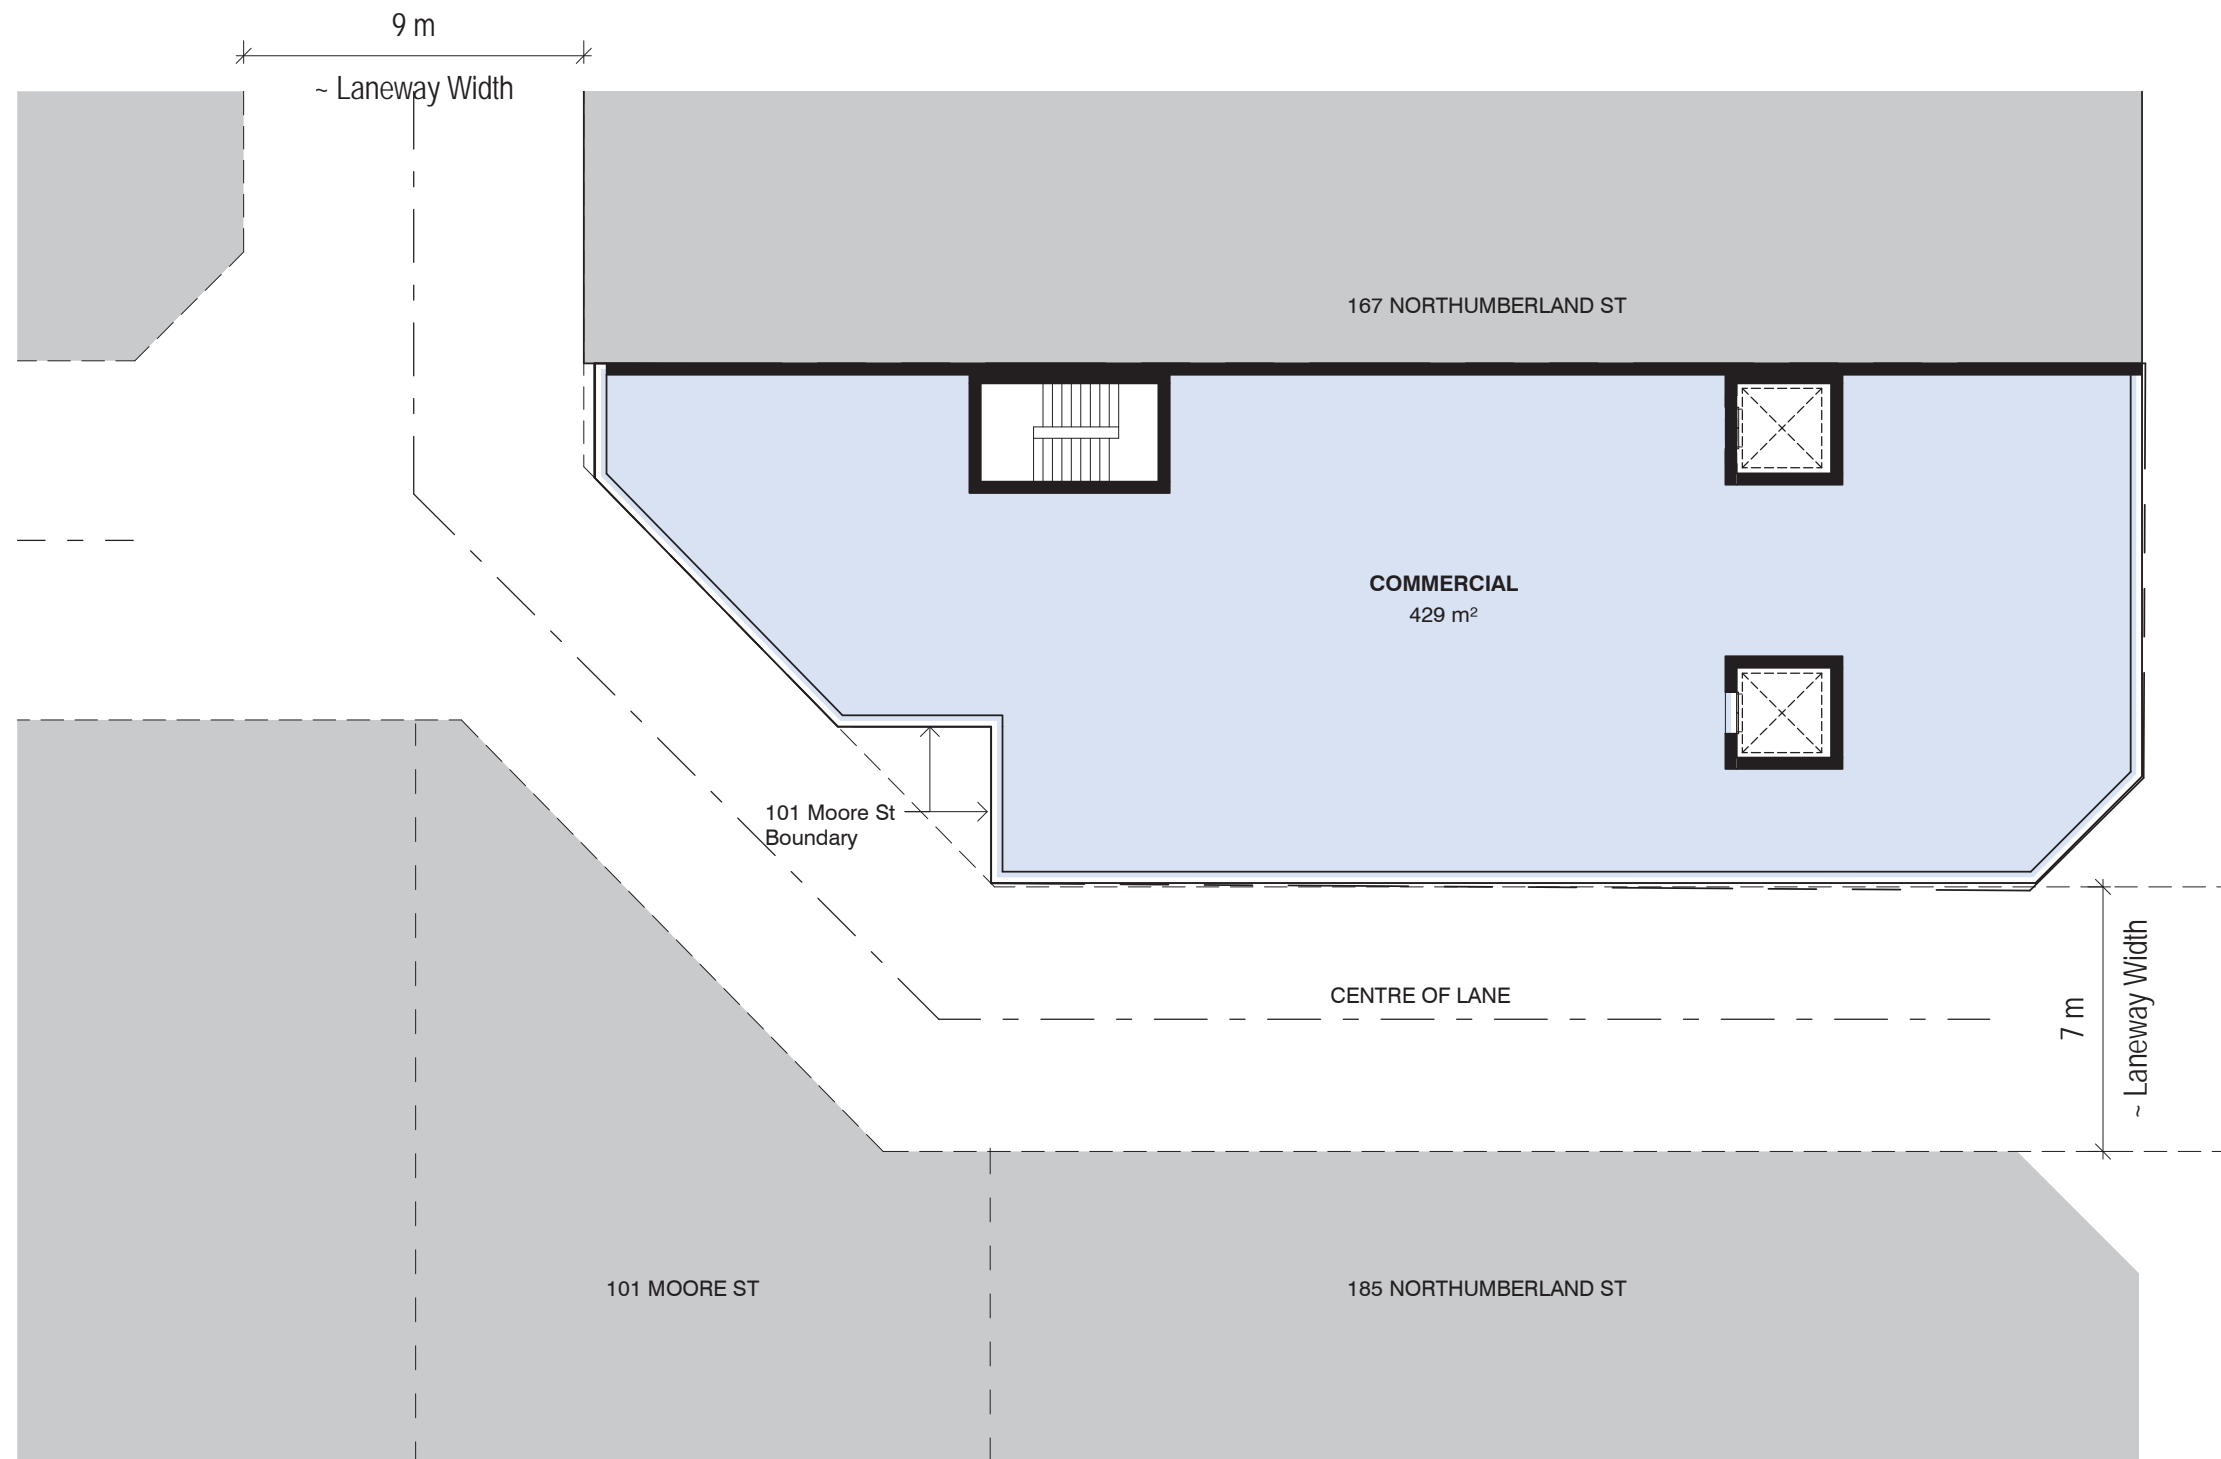 9 m
~ Laneway Width
167 NORTHUMBERLAND ST
COMMERCIAL
429 m²
101 Moore St
Boundary
CENTRE OF LANE
7 m
~ Laneway Width
101 MOORE ST
185 NORTHUMBERLAND ST